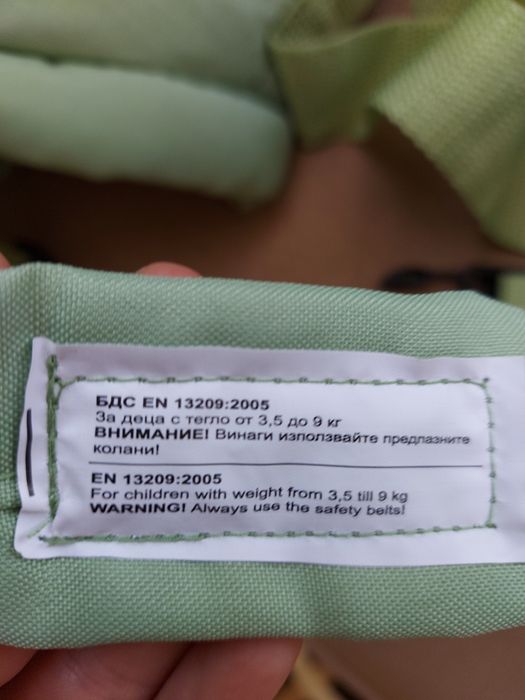 БДС EN 13209:2005
За деца с тегло от 3,5 до 9 кг
ВНИМАНИЕ! Винаги използвайте предпазните
колани!
EN 13209:2005
For children with weight from 3,5 till 9 kg
WARNING! Always use the safety belts!